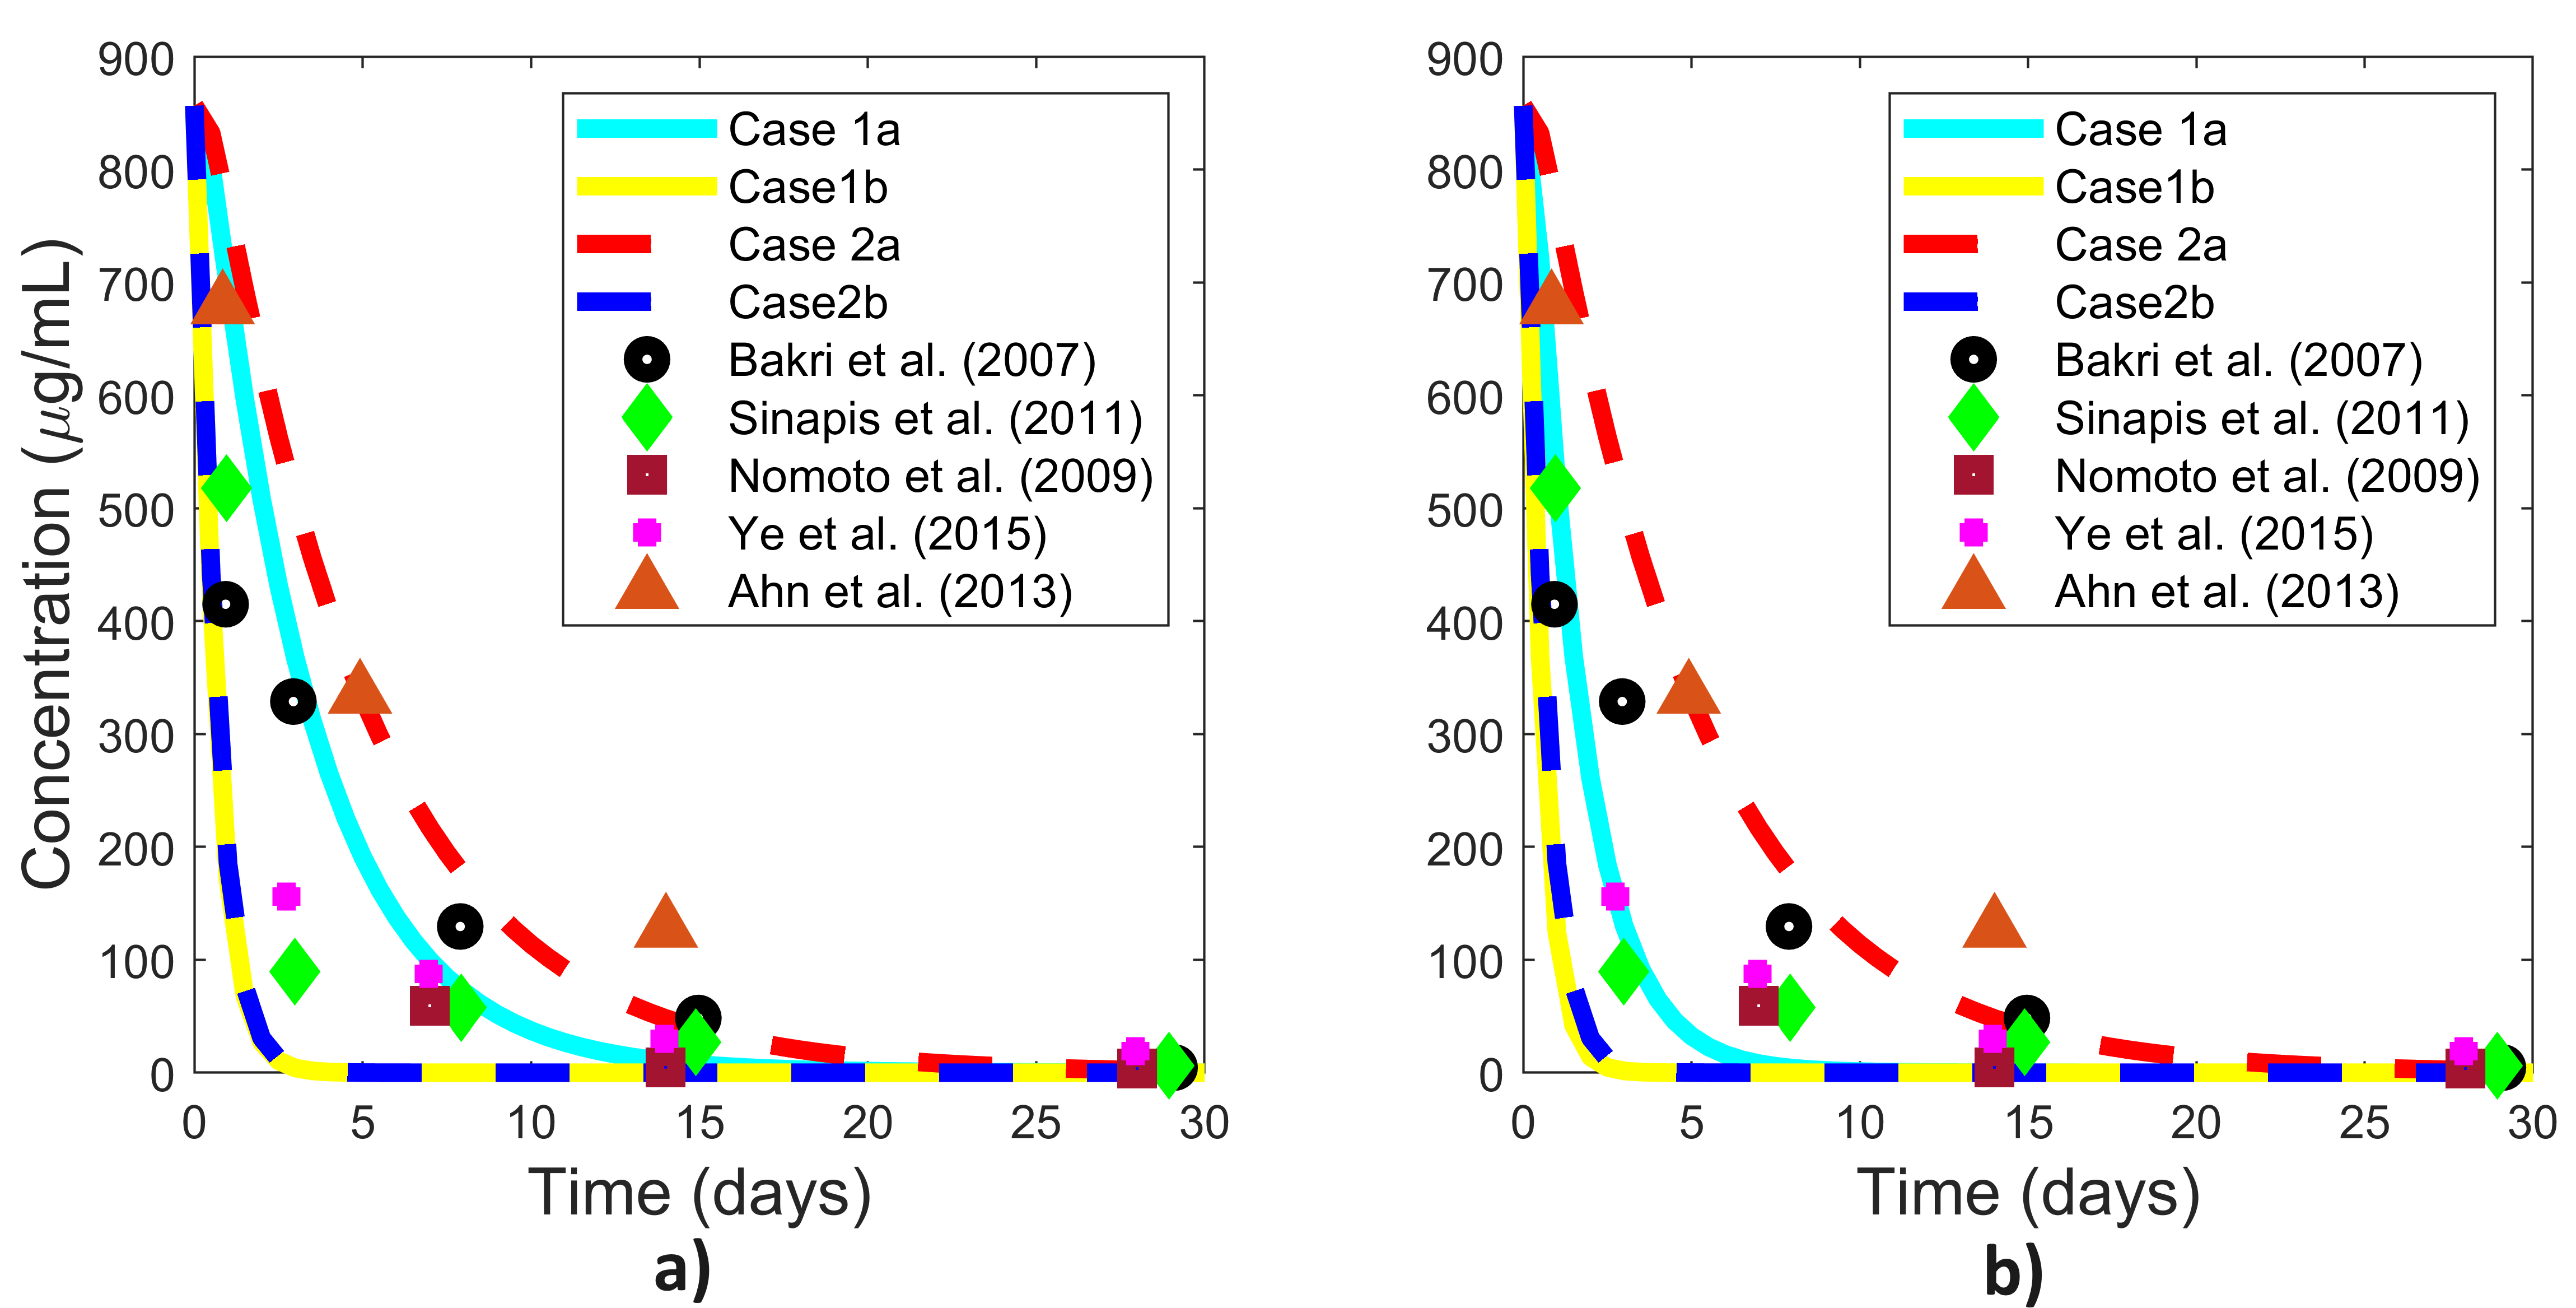 900
800
700
600
500
400
300
200
100
0
Concentration (μg/mL)
Case 1a
Case1b
Case 2a
Case2b
Bakri et al. (2007)
Sinapis et al. (2011)
Nomoto et al. (2009)
Ye et al. (2015)
Ahn et al. (2013)
0 5 10 15 20 25 30
Time (days)
a)
900
800
700
600
500
400
300
200
100
0
Case 1a
Case1b
Case 2a
Case2b
Bakri et al. (2007)
Sinapis et al. (2011)
Nomoto et al. (2009)
Ye et al. (2015)
Ahn et al. (2013)
0 5 10 15 20 25 30
Time (days)
b)